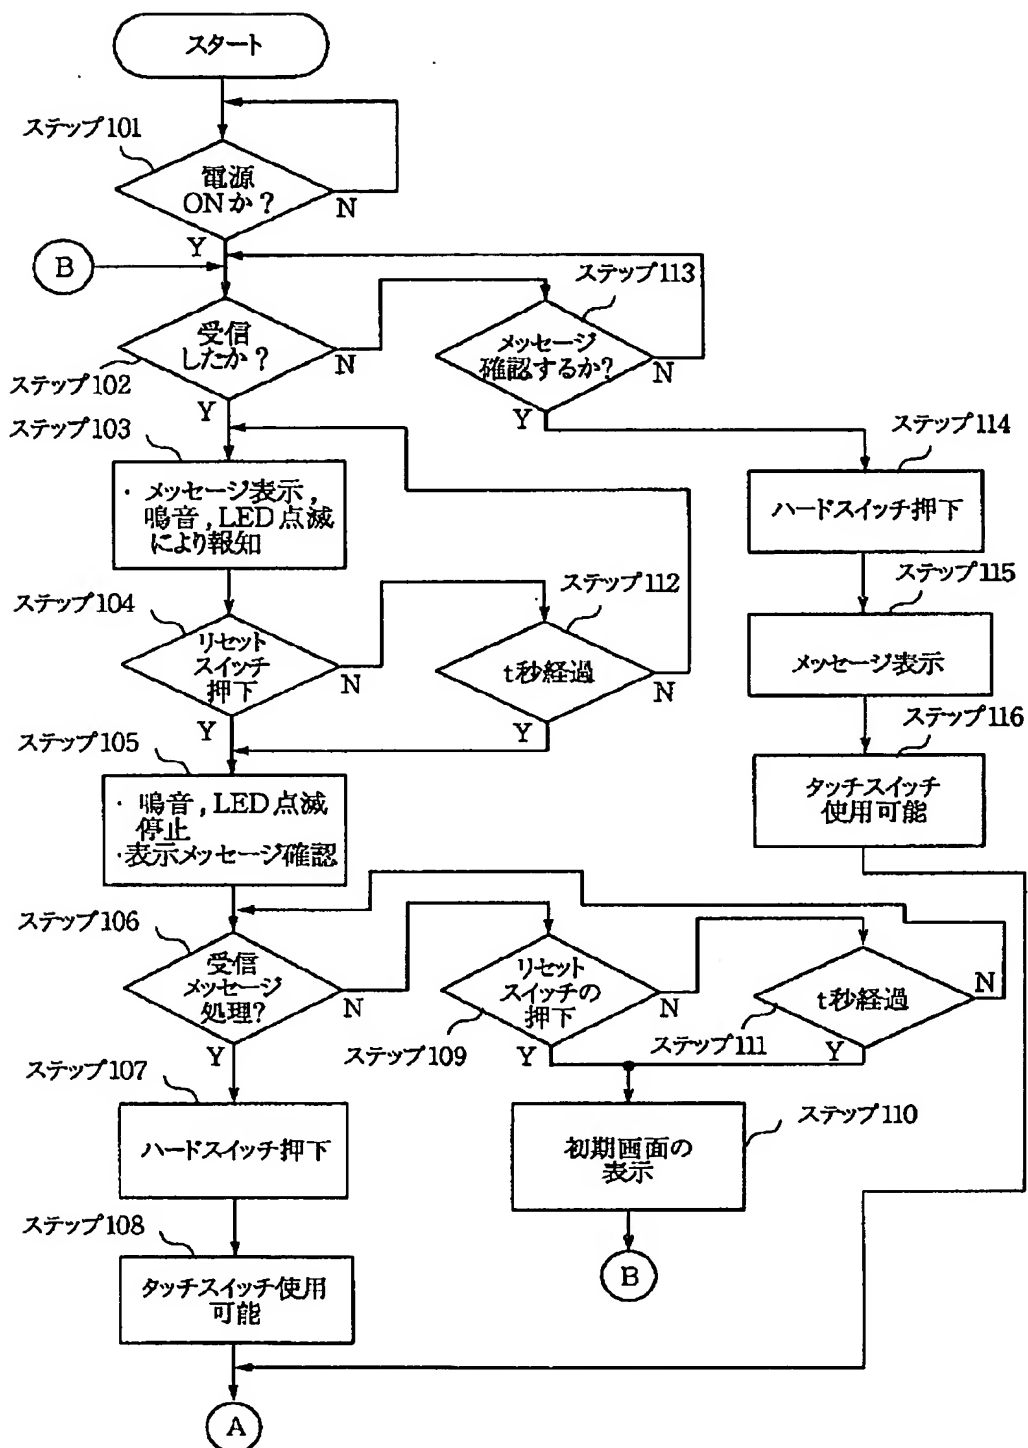 スタート
ステップ101
電源
ONか?
N
Y
B
ステップ113
受信
したか?
N
ステップ102
Y
メッセージ
確認するか?
N
Y
ステップ103
・ メッセージ表示,
鳴音,LED点滅
により報知
ステップ114
ハードスイッチ押下
ステップ104
リセット
スイッチ
押下
N
Y
ステップ112
t秒経過
N
Y
ステップ115
メッセージ表示
ステップ116
タッチスイッチ
使用可能
ステップ105
・ 鳴音,LED点滅
停止
・表示メッセージ確認
ステップ106
受信
メッセージ
処理?
N
Y
リセット
スイッチの
押下
N
ステップ109
Y
t秒経過
N
ステップ111
Y
ステップ107
ハードスイッチ押下
ステップ110
初期画面の
表示
ステップ108
タッチスイッチ使用
可能
B
A